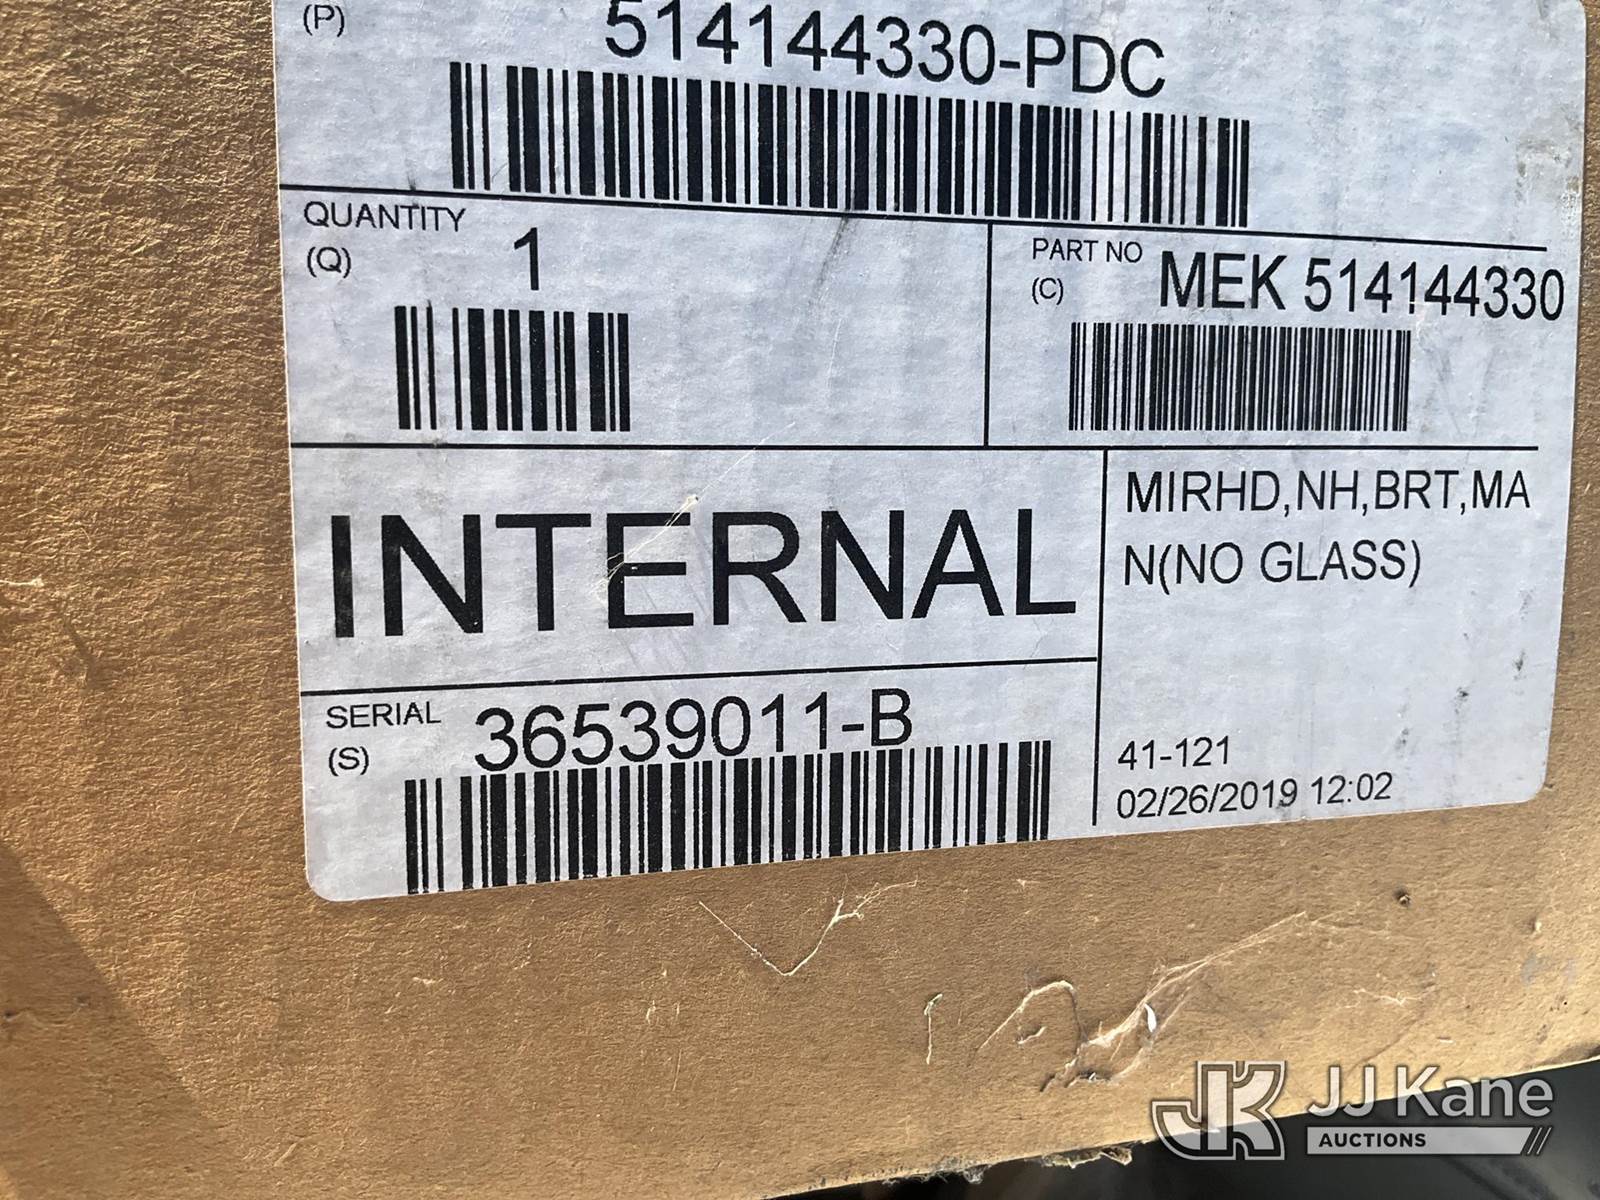 (P)
514144330-PDC
QUANTITY
(Q)
1
PART NO
(C)
MEK 514144330
INTERNAL
MIRHD,NH,BRT,MA
N(NO GLASS)
SERIAL
(S)
36539011-B
41-121
02/26/2019 12:02
JK
JJ Kane
AUCTIONS